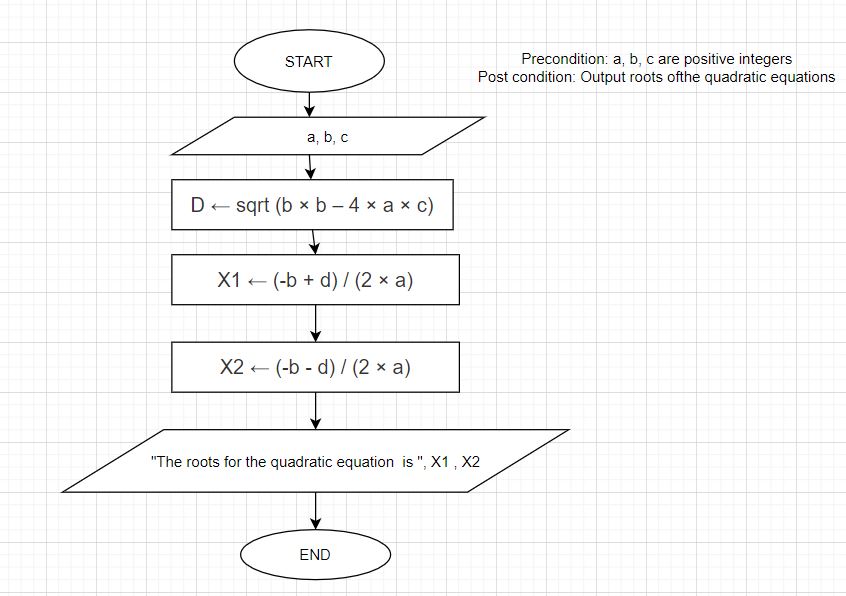 START
Precondition: a, b, c are positive integers
Post condition: Output roots ofthe quadratic equations
a, b, c
D ← sqrt (b × b – 4 × a × c)
X1 ← (-b + d) / (2 × a)
X2 ← (-b - d) / (2 × a)
"The roots for the quadratic equation  is ", X1 , X2
END